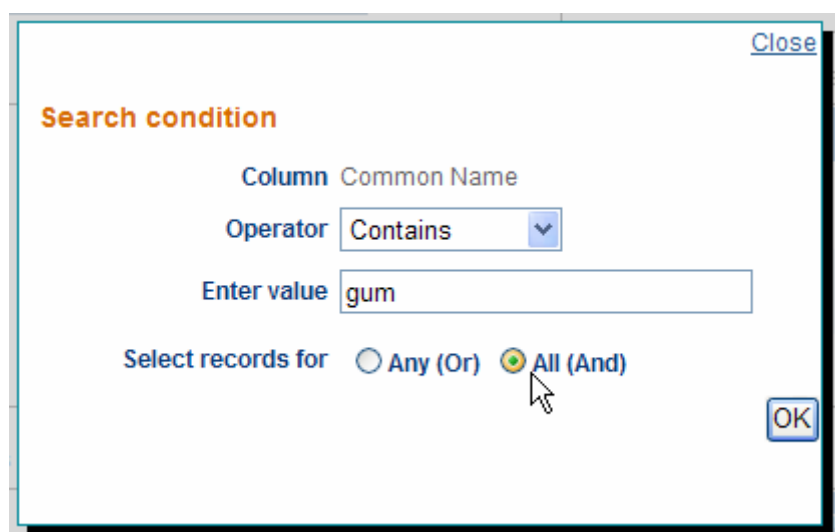 Close
Search condition
Column Common Name
Operator Contains
Enter value gum
Select records for Any (Or) All (And)
OK